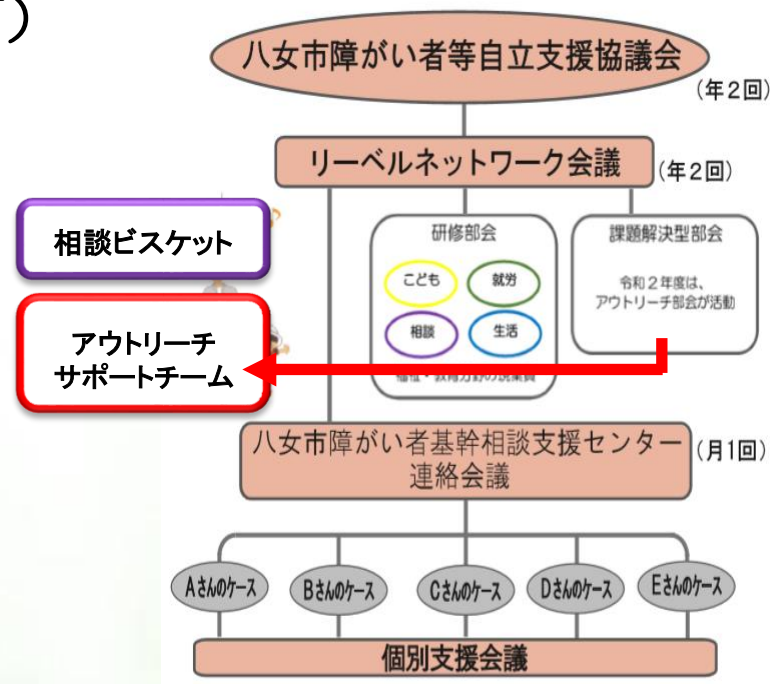 )
八女市障がい者等自立支援協議会
(年2回)
リーベルネットワーク会議
(年2回)
相談ビスケット
研修部会
こども
就労
相談
生活
課題解決型部会
令和2年度は、
アウトリーチ部会が活動
アウトリーチ
サポートチーム
八女市障がい者基幹相談支援センター
連絡会議
(月1回)
Aさんのケース
Bさんのケース
Cさんのケース
Dさんのケース
Eさんのケース
個別支援会議